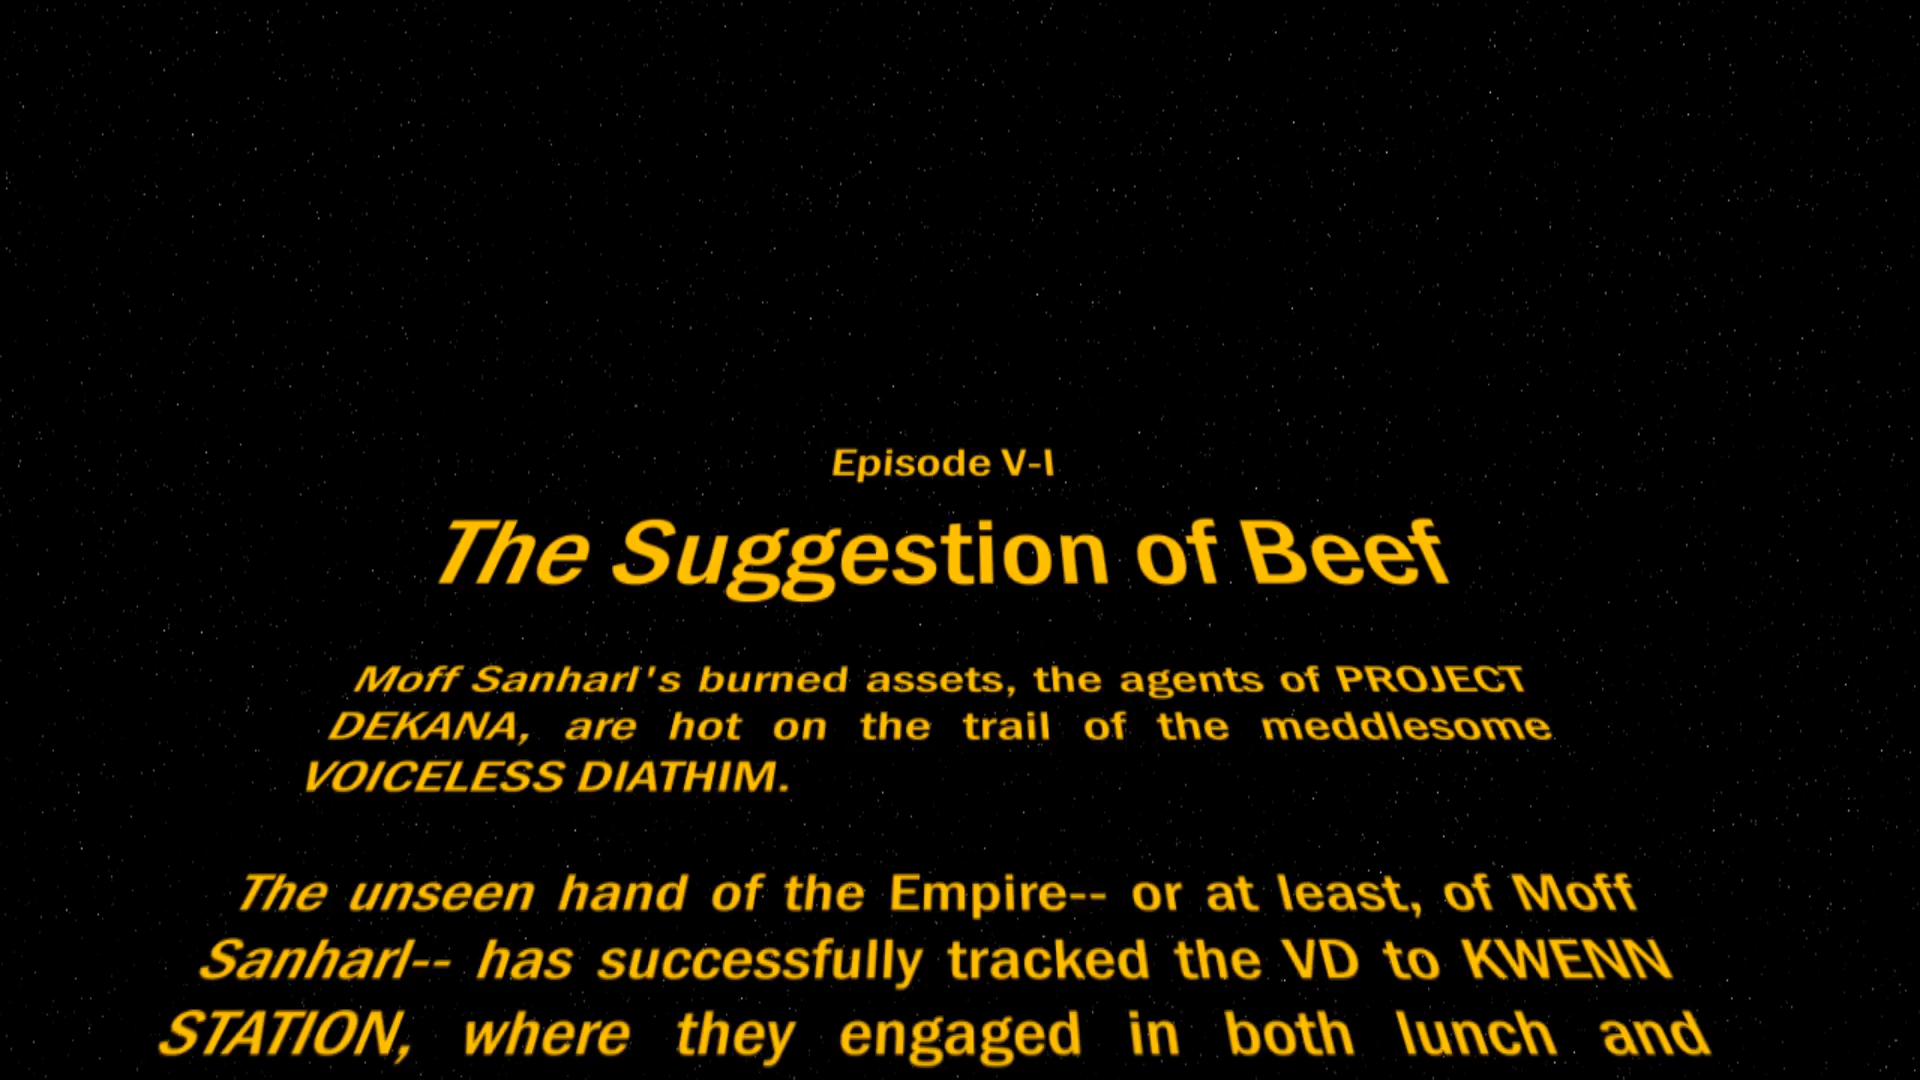 Episode V-I
The Suggestion of Beef
Moff Sanharl's burned assets, the agents of PROJECT
DEKANA, are hot on the trail of the meddlesome
VOICELESS DIATHIM.
The unseen hand of the Empire-- or at least, of Moff
Sanharl-- has successfully tracked the VD to KWENN
STATION, where they engaged in both lunch and